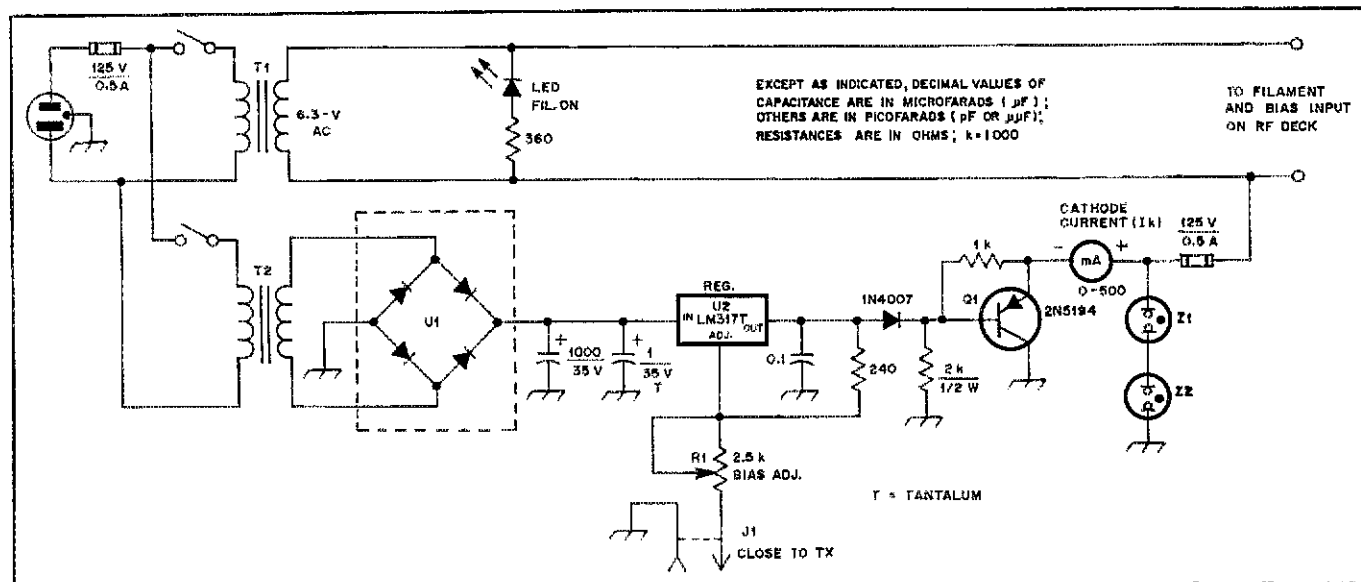 125 V
0.5 A
T1
6.3-V
AC
LED
FIL. ON
360
EXCEPT AS INDICATED, DECIMAL VALUES OF
CAPACITANCE ARE IN MICROFARADS ( µF ) ;
OTHERS ARE IN PICOFARADS ( pF OR µµF);
RESISTANCES ARE IN OHMS ; k=1000
TO FILAMENT
AND BIAS INPUT
ON RF DECK
T2
U1
1000
35 V
+
1
35 V
T
+
REG.
U2
IN LM317T OUT
ADJ.
0.1
240
1N4007
2k
1/2 W
1 k
Q1
2N5194
CATHODE
CURRENT (Ik)
- mA +
0-500
125 V
0.5 A
Z1
Z2
R1
2.5 k
BIAS ADJ.
J1
CLOSE TO TX
T = TANTALUM